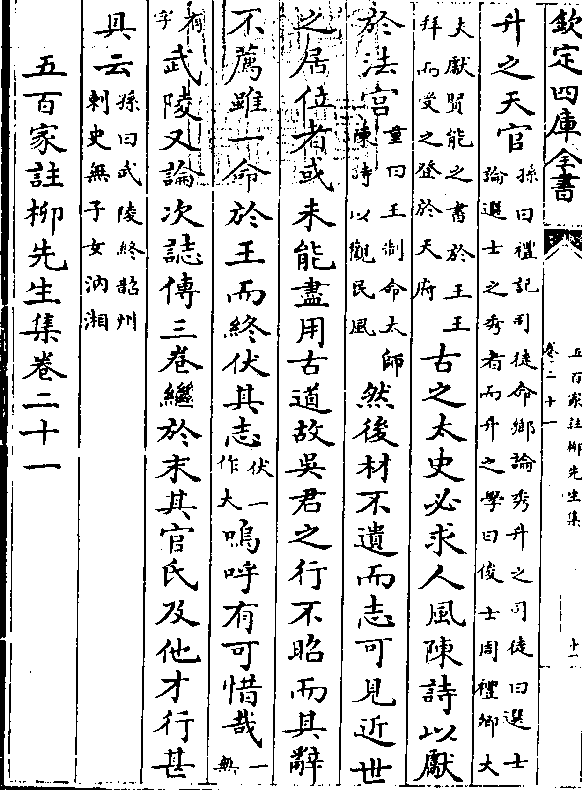 欽定四庫全書
五百家註柳先生集
卷二十一
十一
升之天官孫曰禮記司徒命鄉論秀升之司徒曰選士
論選士之秀者而升之學曰俊士周禮鄉大
夫獻賢能之書於王王
拜而受之登於天府古之太史必求人風陳詩以獻
於法宮童曰王制命太師
陳詩以觀民風然後材不遺而志可見近世
之居位者或未能盡用古道故吳君之行不昭而其辭
不薦雖一命於王而終伏其志伏一
作大嗚呼有可惜哉一
無
有
字武陵又論次誌傳三卷繼於末其官氏及他才行甚
具云孫曰武陵終韶州
刺史無子女汭湘
五百家註柳先生集卷二十一